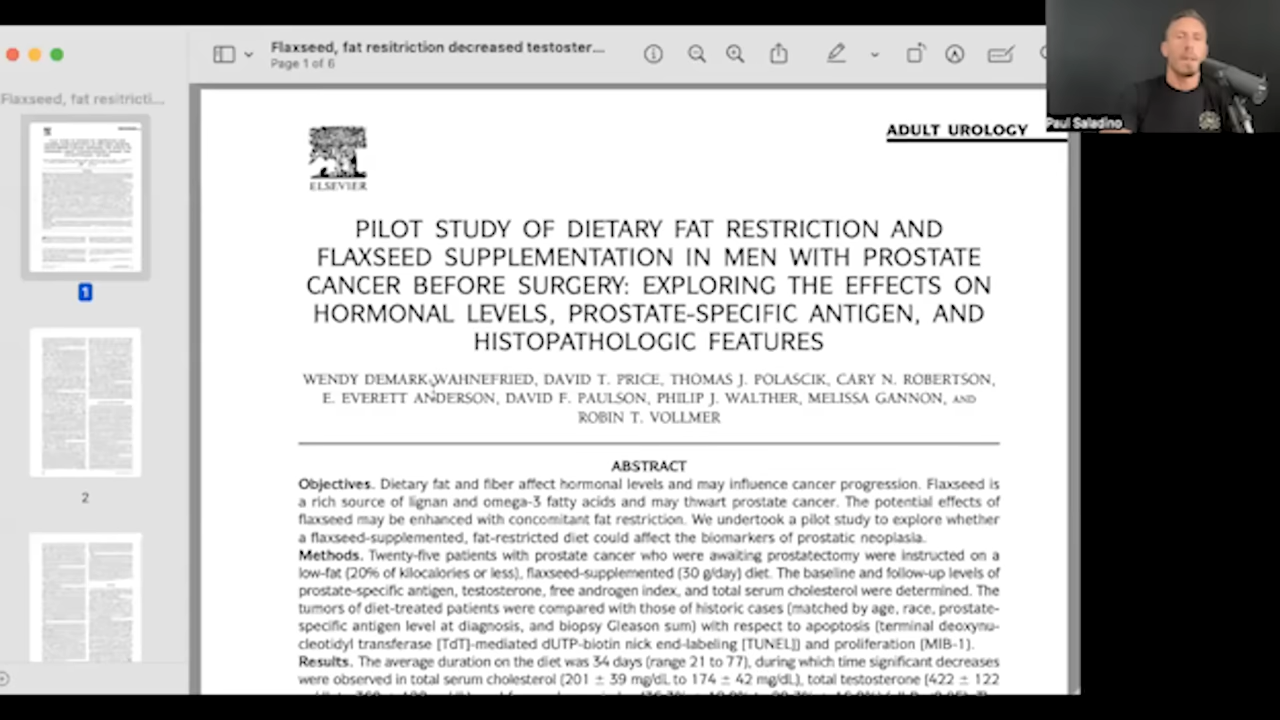 Flaxseed, fat resitriction decreased testoster...
Page 1 of 6
Paul Saladino
Flaxseed, fat resitricti...
1
2
ADULT UROLOGY
ELSEVIER
PILOT STUDY OF DIETARY FAT RESTRICTION AND
FLAXSEED SUPPLEMENTATION IN MEN WITH PROSTATE
CANCER BEFORE SURGERY: EXPLORING THE EFFECTS ON
HORMONAL LEVELS, PROSTATE-SPECIFIC ANTIGEN, AND
HISTOPATHOLOGIC FEATURES
WENDY DEMARK-WAHNEFRIED, DAVID T. PRICE, THOMAS J. POLASCIK, CARY N. ROBERTSON,
E. EVERETT ANDERSON, DAVID F. PAULSON, PHILIP J. WALTHER, MELISSA GANNON, AND
ROBIN T. VOLLMER
ABSTRACT
Objectives. Dietary fat and fiber affect hormonal levels and may influence cancer progression. Flaxseed is
a rich source of lignan and omega-3 fatty acids and may thwart prostate cancer. The potential effects of
flaxseed may be enhanced with concomitant fat restriction. We undertook a pilot study to explore whether
a flaxseed-supplemented, fat-restricted diet could affect the biomarkers of prostatic neoplasia.
Methods. Twenty-five patients with prostate cancer who were awaiting prostatectomy were instructed on a
low-fat (20% of kilocalories or less), flaxseed-supplemented (30 g/day) diet. The baseline and follow-up levels of
prostate-specific antigen, testosterone, free androgen index, and total serum cholesterol were determined. The
tumors of diet-treated patients were compared with those of historic cases (matched by age, race, prostate-
specific antigen level at diagnosis, and biopsy Gleason sum) with respect to apoptosis (terminal deoxynu-
cleotidyl transferase [TdT]-mediated dUTP-biotin nick end-labeling [TUNEL]) and proliferation (MIB-1).
Results. The average duration on the diet was 34 days (range 21 to 77), during which time significant decreases
were observed in total serum cholesterol (201 ± 39 mg/dL to 174 ± 42 mg/dL), total testosterone (422 ± 122